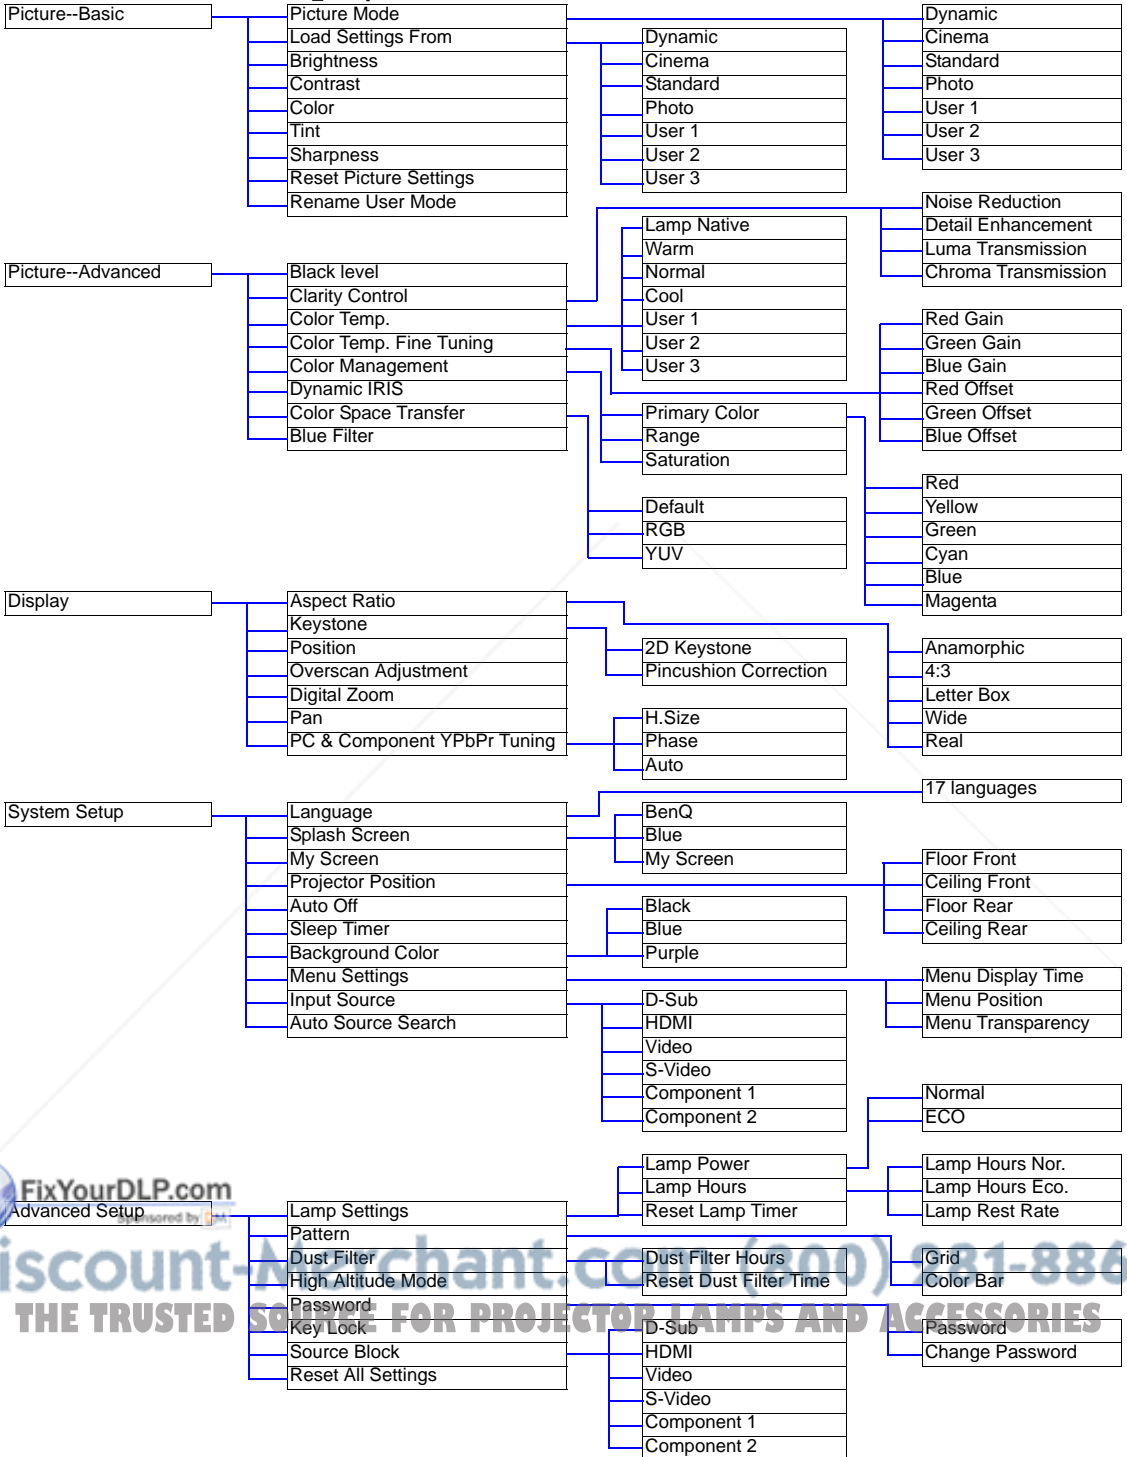 Picture--Basic
Picture Mode
Load Settings From
Brightness
Contrast
Color
Tint
Sharpness
Reset Picture Settings
Rename User Mode
Dynamic
Cinema
Standard
Photo
User 1
User 2
User 3
Dynamic
Cinema
Standard
Photo
User 1
User 2
User 3
Picture--Advanced
Black level
Clarity Control
Color Temp.
Color Temp. Fine Tuning
Color Management
Dynamic IRIS
Color Space Transfer
Blue Filter
Lamp Native
Warm
Normal
Cool
User 1
User 2
User 3
Primary Color
Range
Saturation
Default
RGB
YUV
Noise Reduction
Detail Enhancement
Luma Transmission
Chroma Transmission
Red Gain
Green Gain
Blue Gain
Red Offset
Green Offset
Blue Offset
Red
Yellow
Green
Cyan
Blue
Magenta
Display
Aspect Ratio
Keystone
Position
Overscan Adjustment
Digital Zoom
Pan
PC & Component YPbPr Tuning
2D Keystone
Pincushion Correction
H.Size
Phase
Auto
Anamorphic
4:3
Letter Box
Wide
Real
System Setup
Language
Splash Screen
My Screen
Projector Position
Auto Off
Sleep Timer
Background Color
Menu Settings
Input Source
Auto Source Search
BenQ
Blue
My Screen
Black
Blue
Purple
D-Sub
HDMI
Video
S-Video
Component 1
Component 2
17 languages
Floor Front
Ceiling Front
Floor Rear
Ceiling Rear
Menu Display Time
Menu Position
Menu Transparency
FixYourDLP.com
Sponsored by DM
Advanced Setup
Lamp Settings
Pattern
Dust Filter
High Altitude Mode
Password
Key Lock
Source Block
Reset All Settings
Lamp Power
Lamp Hours
Reset Lamp Timer
Dust Filter Hours
Reset Dust Filter Time
D-Sub
HDMI
Video
S-Video
Component 1
Component 2
Normal
ECO
Lamp Hours Nor.
Lamp Hours Eco.
Lamp Rest Rate
Grid
Color Bar
Password
Change Password
iscount-Merchant.com (800) 981-886
THE TRUSTED SOURCE FOR PROJECTOR LAMPS AND ACCESSORIES